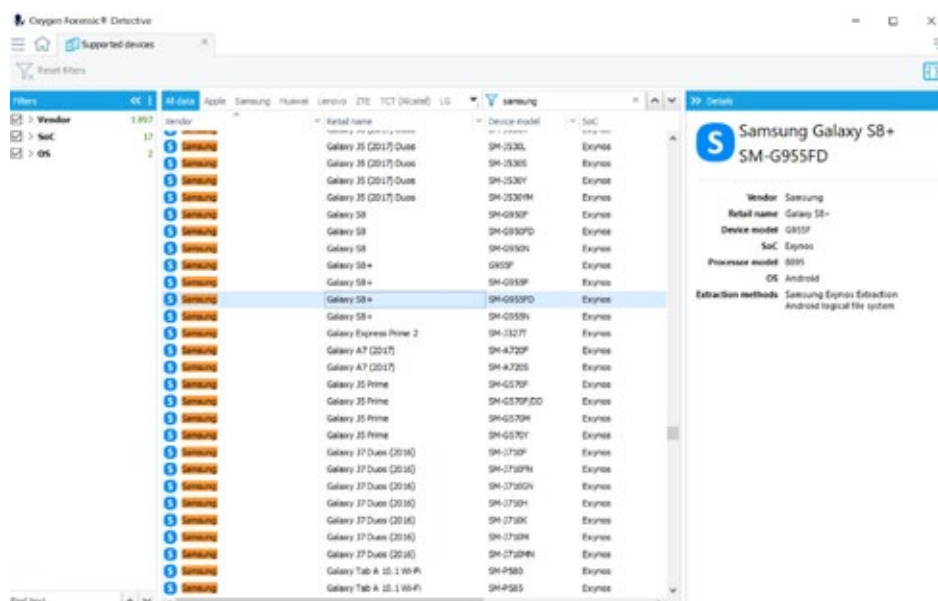 Oxygen Forensic® Detective
Supported devices
Reset filters
Filters
All data Apple Samsung Huawei Lenovo ZTE TCT (Alcatel) LG samsung
Details
Vendor 1 897
SoC 17
OS 2
Vendor Retail name Device model SoC
Samsung Galaxy J5 (2017) Duos SM-J530L Exynos
Samsung Galaxy J5 (2017) Duos SM-J530S Exynos
Samsung Galaxy J5 (2017) Duos SM-J530Y Exynos
Samsung Galaxy J5 (2017) Duos SM-J530YM Exynos
Samsung Galaxy S8 SM-G950F Exynos
Samsung Galaxy S8 SM-G950FD Exynos
Samsung Galaxy S8 SM-G950N Exynos
Samsung Galaxy S8+ G955F Exynos
Samsung Galaxy S8+ SM-G955F Exynos
Samsung Galaxy S8+ SM-G955FD Exynos
Samsung Galaxy S8+ SM-G955N Exynos
Samsung Galaxy Express Prime 2 SM-J327T Exynos
Samsung Galaxy A7 (2017) SM-A720F Exynos
Samsung Galaxy A7 (2017) SM-A720S Exynos
Samsung Galaxy J5 Prime SM-G570F Exynos
Samsung Galaxy J5 Prime SM-G570F/DD Exynos
Samsung Galaxy J5 Prime SM-G570M Exynos
Samsung Galaxy J5 Prime SM-G570Y Exynos
Samsung Galaxy J7 Duos (2016) SM-J710F Exynos
Samsung Galaxy J7 Duos (2016) SM-J710FN Exynos
Samsung Galaxy J7 Duos (2016) SM-J710GN Exynos
Samsung Galaxy J7 Duos (2016) SM-J710H Exynos
Samsung Galaxy J7 Duos (2016) SM-J710K Exynos
Samsung Galaxy J7 Duos (2016) SM-J710M Exynos
Samsung Galaxy J7 Duos (2016) SM-J710MN Exynos
Samsung Galaxy Tab A 10.1 Wi-Fi SM-P580 Exynos
Samsung Galaxy Tab A 10.1 Wi-Fi SM-P585 Exynos
S Samsung Galaxy S8+
SM-G955FD
Vendor Samsung
Retail name Galaxy S8+
Device model G955F
SoC Exynos
Processor model 8895
OS Android
Extraction methods Samsung Exynos Extraction
Android logical file system